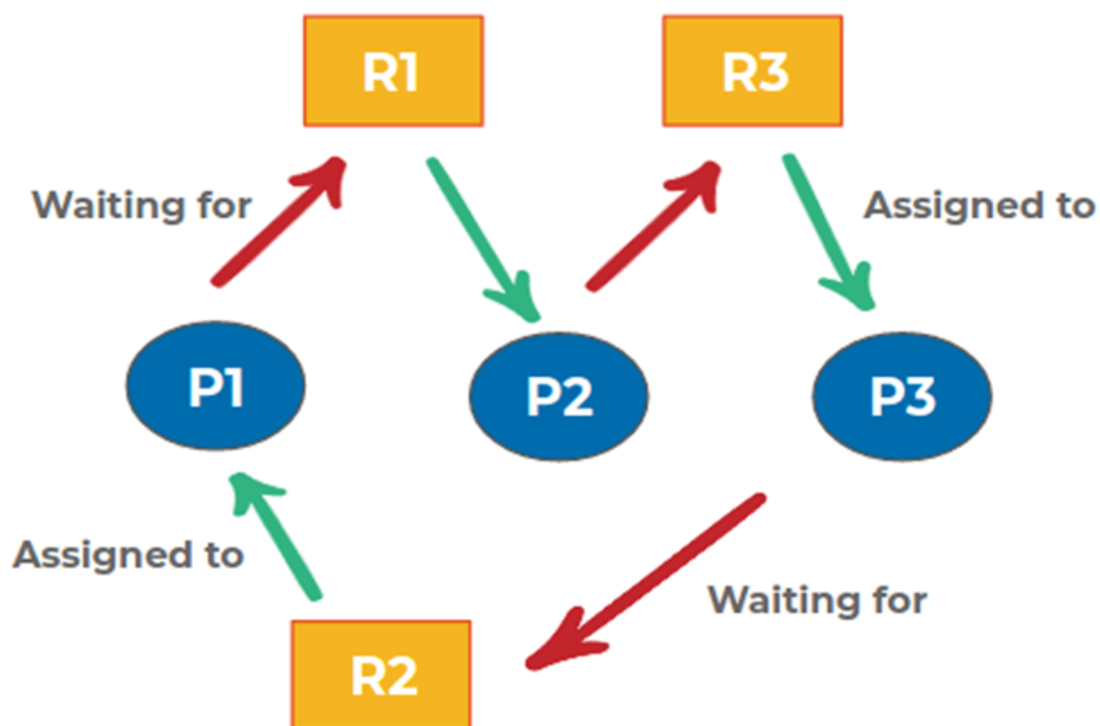 R1
R3
Waiting for
Assigned to
P1
P2
P3
Assigned to
Waiting for
R2